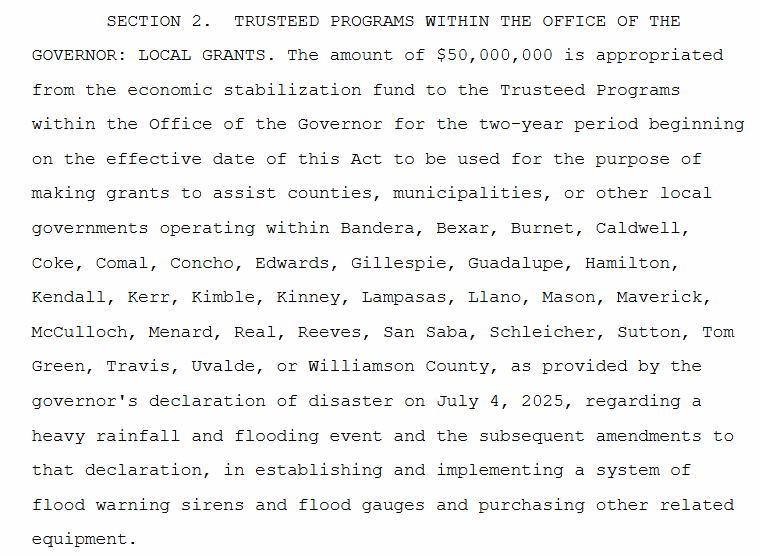 SECTION 2. TRUSTEED PROGRAMS WITHIN THE OFFICE OF THE
GOVERNOR: LOCAL GRANTS. The amount of $50,000,000 is appropriated
from the economic stabilization fund to the Trusteed Programs
within the Office of the Governor for the two-year period beginning
on the effective date of this Act to be used for the purpose of
making grants to assist counties, municipalities, or other local
governments operating within Bandera, Bexar, Burnet, Caldwell,
Coke, Comal, Concho, Edwards, Gillespie, Guadalupe, Hamilton,
Kendall, Kerr, Kimble, Kinney, Lampasas, Llano, Mason, Maverick,
McCulloch, Menard, Real, Reeves, San Saba, Schleicher, Sutton, Tom
Green, Travis, Uvalde, or Williamson County, as provided by the
governor's declaration of disaster on July 4, 2025, regarding a
heavy rainfall and flooding event and the subsequent amendments to
that declaration, in establishing and implementing a system of
flood warning sirens and flood gauges and purchasing other related
equipment.